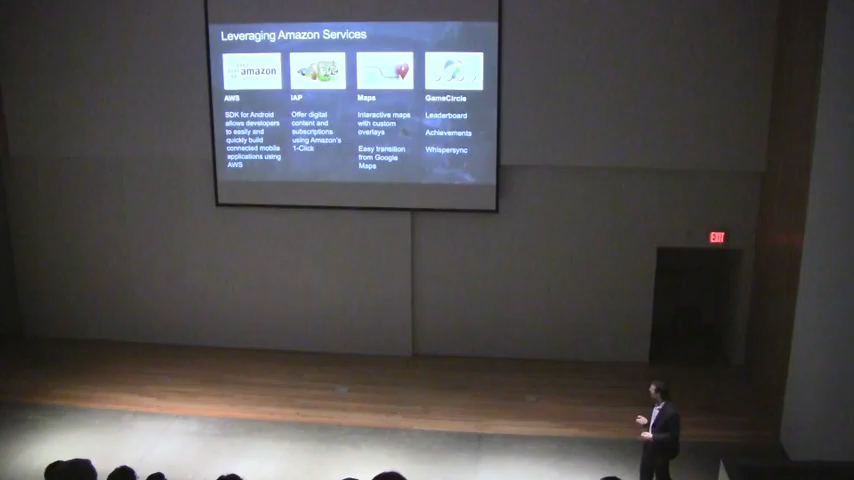 Leveraging Amazon Services
amazon
AWS
SDK for Android
allows developers
to easily and
quickly build
connected mobile
applications using
AWS
IAP
Offer digital
content and
subscriptions
using Amazon's
1-Click
Maps
Interactive maps
with custom
overlays
Easy transition
from Google
Maps
GameCircle
Leaderboard
Achievements
Whispersync
EXIT